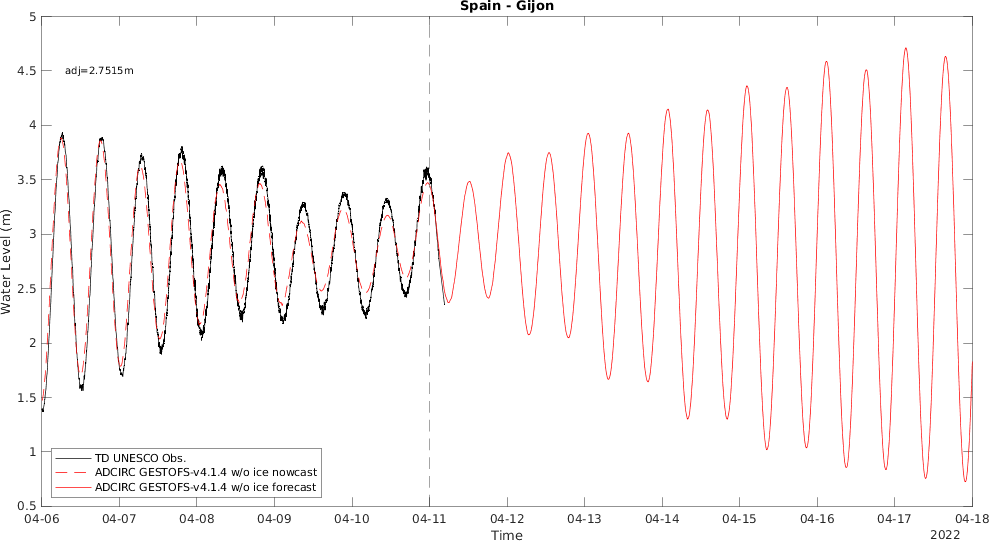 Spain - Gijon
5
4.5
4
3.5
3
2.5
2
1.5
1
0.5
Water Level (m)
adj=2.7515m
TD UNESCO Obs.
ADCIRC GESTOFS-v4.1.4 w/o ice nowcast
ADCIRC GESTOFS-v4.1.4 w/o ice forecast
04-06 04-07 04-08 04-09 04-10 04-11 04-12 04-13 04-14 04-15 04-16 04-17 04-18
Time
2022